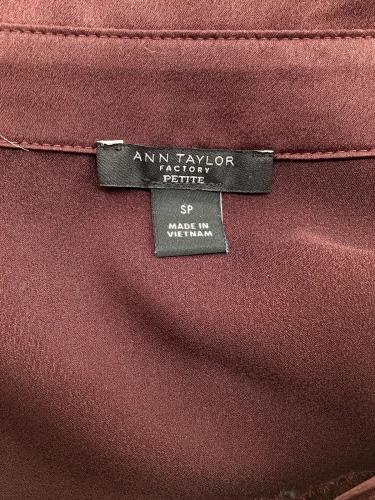 ANN TAYLOR
FACTORY
PETITE
SP
MADE IN
VIETNAM